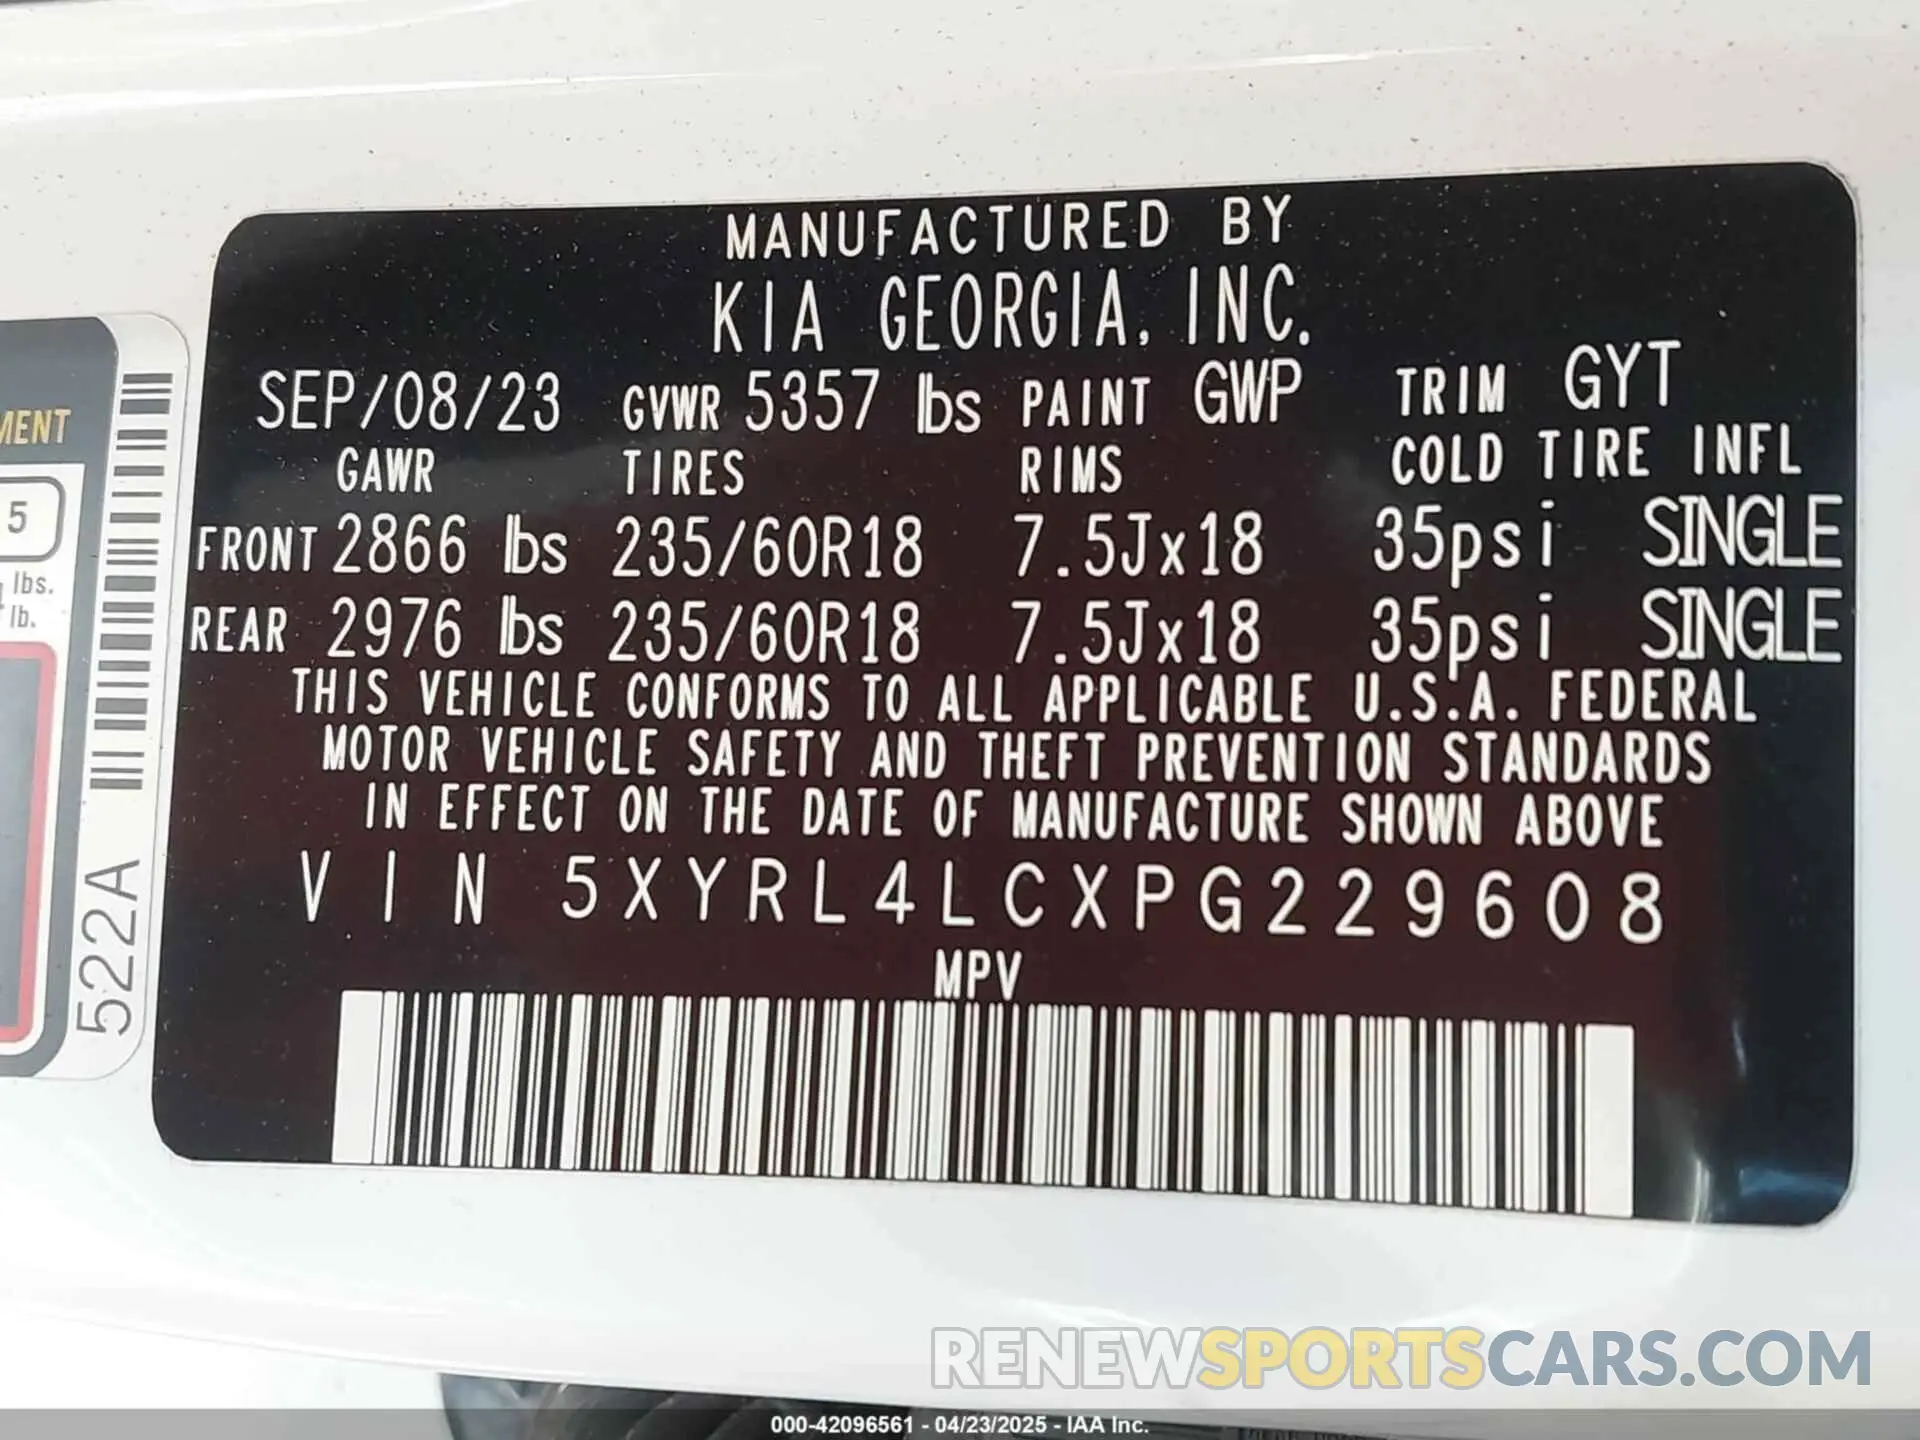 MANUFACTURED BY
KIA GEORGIA, INC.
SEP/08/23 GVWR 5357 lbs PAINT GWP TRIM GYT
GAWR TIRES RIMS COLD TIRE INFL
FRONT 2866 lbs 235/60R18 7.5Jx18 35psi SINGLE
REAR 2976 lbs 235/60R18 7.5Jx18 35psi SINGLE
THIS VEHICLE CONFORMS TO ALL APPLICABLE U.S.A. FEDERAL
MOTOR VEHICLE SAFETY AND THEFT PREVENTION STANDARDS
IN EFFECT ON THE DATE OF MANUFACTURE SHOWN ABOVE
VIN 5XYRL4LCXPG229608
MPV
5
lbs.
lb.
522A
RENEWSPORTSCARS.COM
000-42096561 - 04/23/2025 - IAA Inc.